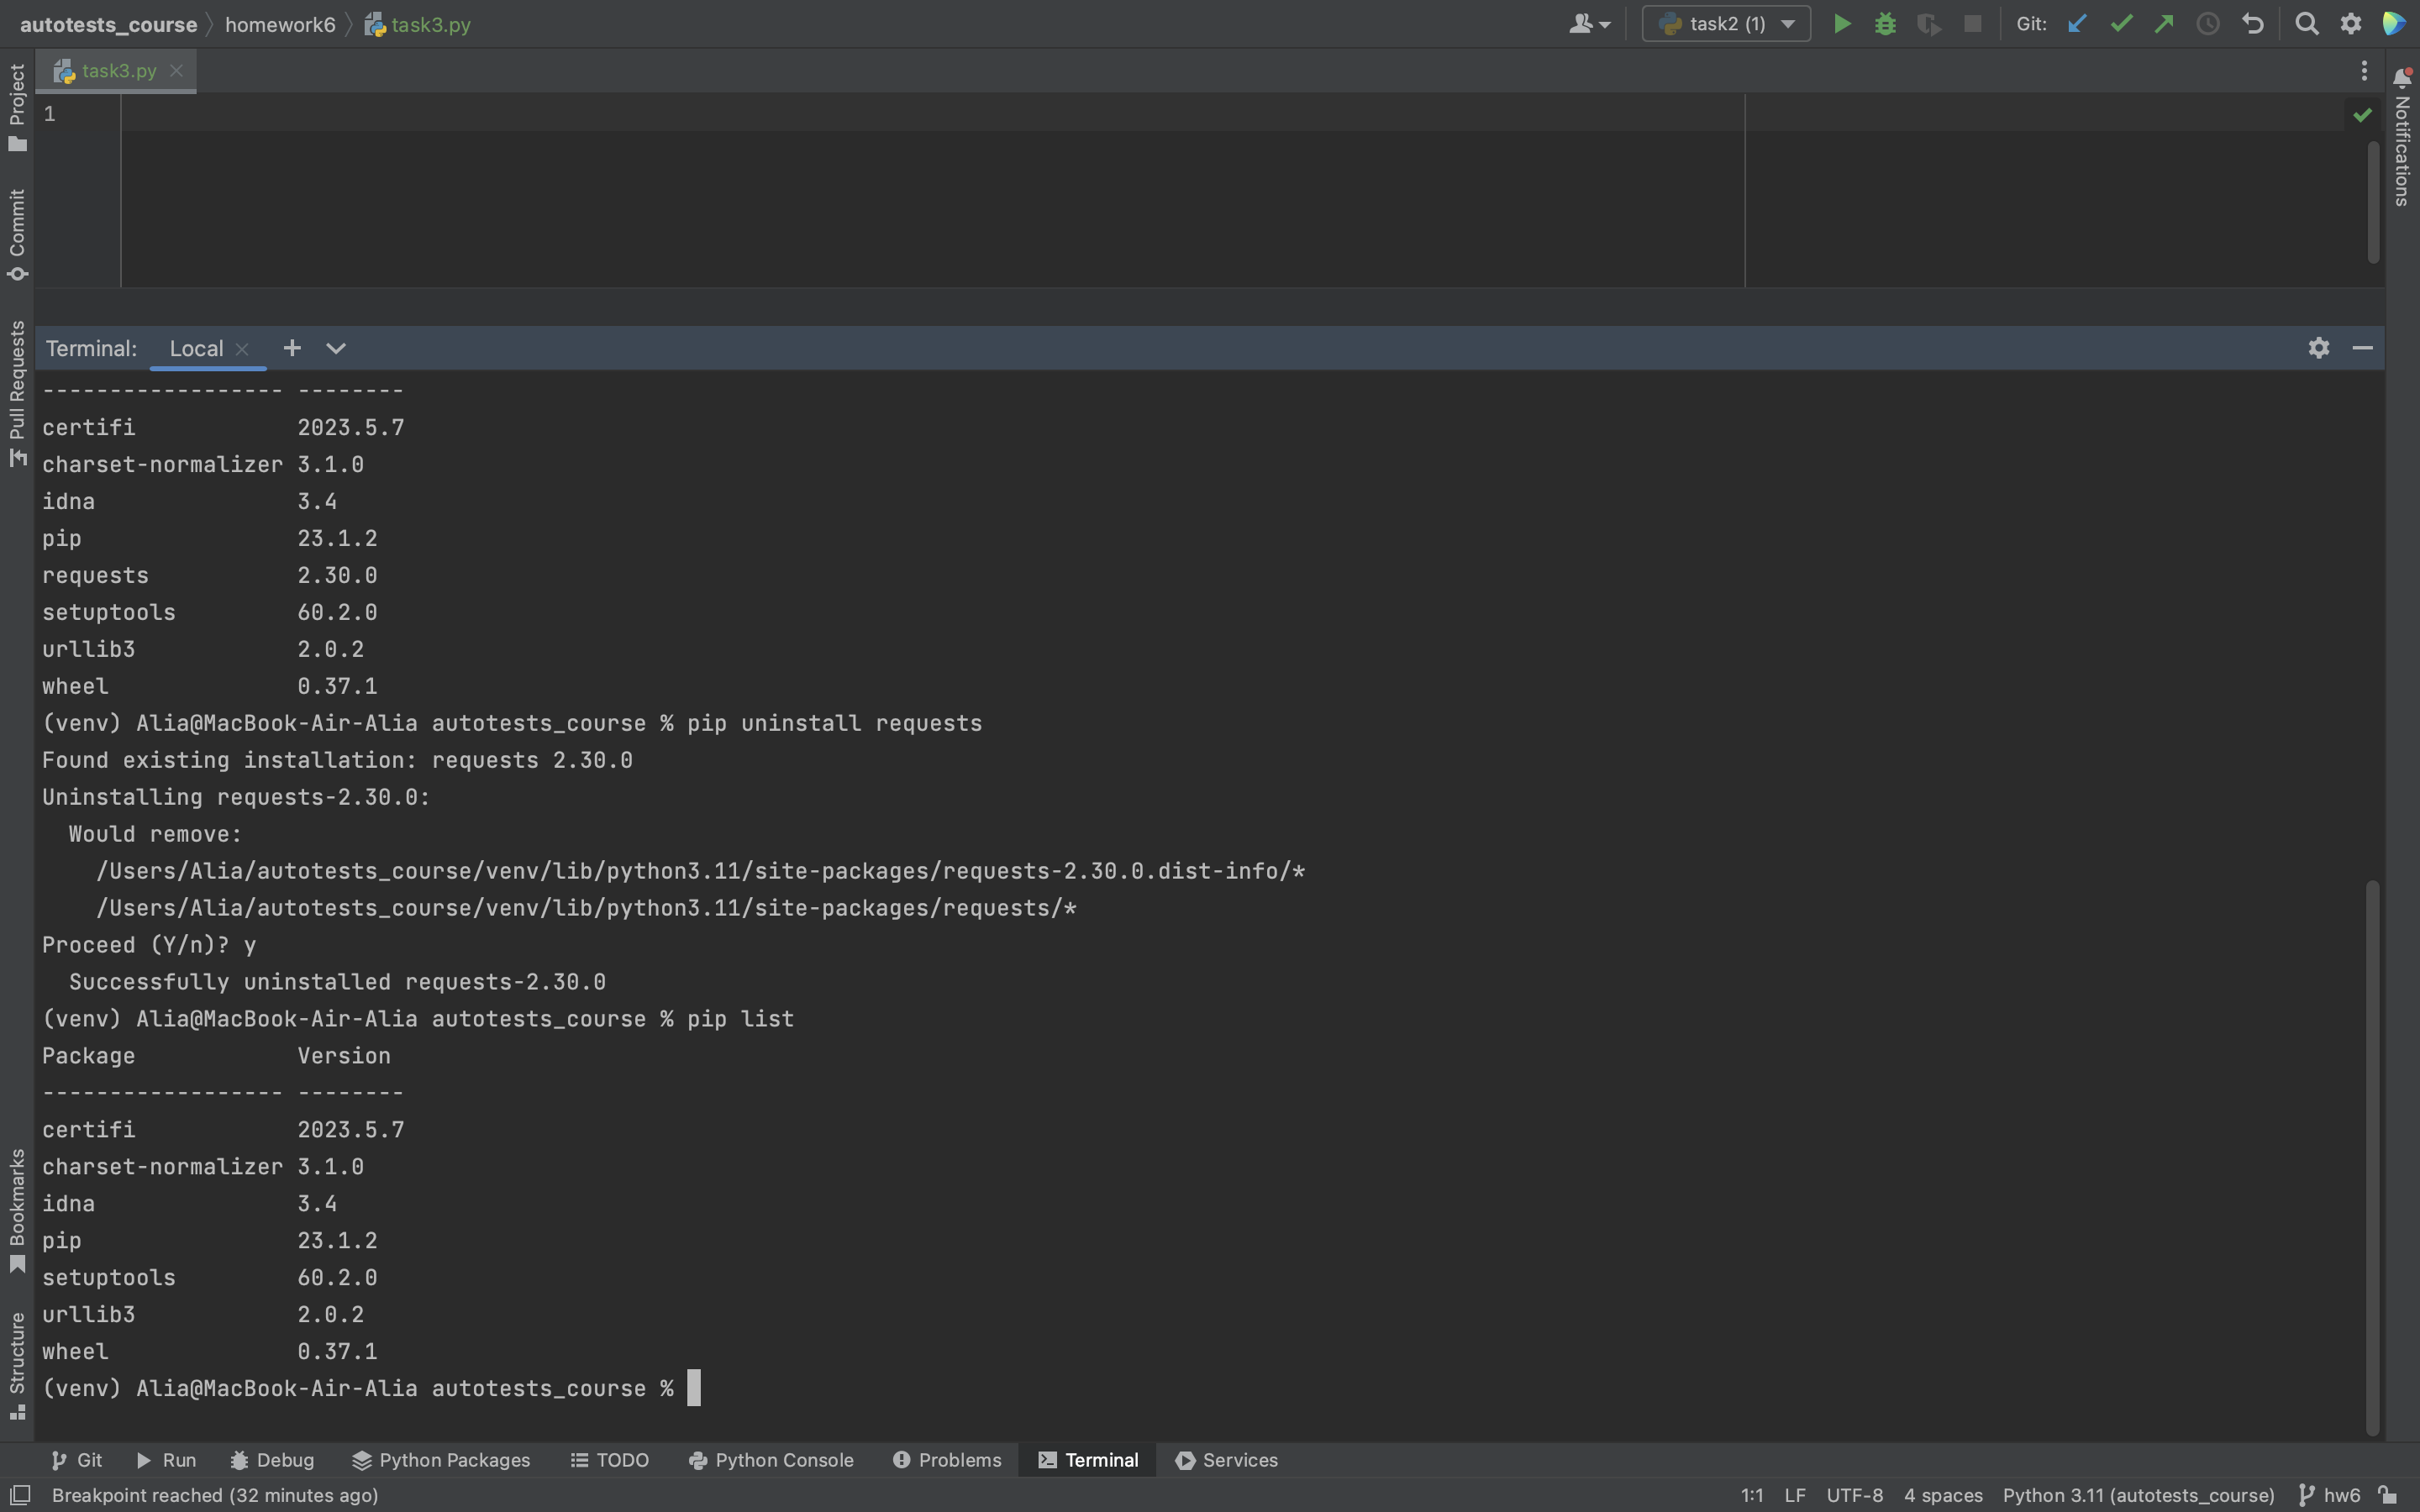 autotests_course homework6 task3.py
task2 (1) Git:
task3.py
1
Project
Commit
Pull Requests
Bookmarks
Structure
Notifications
Terminal: Local
------------------ --------
certifi 2023.5.7
charset-normalizer 3.1.0
idna 3.4
pip 23.1.2
requests 2.30.0
setuptools 60.2.0
urllib3 2.0.2
wheel 0.37.1
(venv) Alia@MacBook-Air-Alia autotests_course % pip uninstall requests
Found existing installation: requests 2.30.0
Uninstalling requests-2.30.0:
Would remove:
/Users/Alia/autotests_course/venv/lib/python3.11/site-packages/requests-2.30.0.dist-info/*
/Users/Alia/autotests_course/venv/lib/python3.11/site-packages/requests/*
Proceed (Y/n)? y
Successfully uninstalled requests-2.30.0
(venv) Alia@MacBook-Air-Alia autotests_course % pip list
Package Version
------------------ --------
certifi 2023.5.7
charset-normalizer 3.1.0
idna 3.4
pip 23.1.2
setuptools 60.2.0
urllib3 2.0.2
wheel 0.37.1
(venv) Alia@MacBook-Air-Alia autotests_course %
Git Run Debug Python Packages TODO Python Console Problems Terminal Services
Breakpoint reached (32 minutes ago) 1:1 LF UTF-8 4 spaces Python 3.11 (autotests_course) hw6